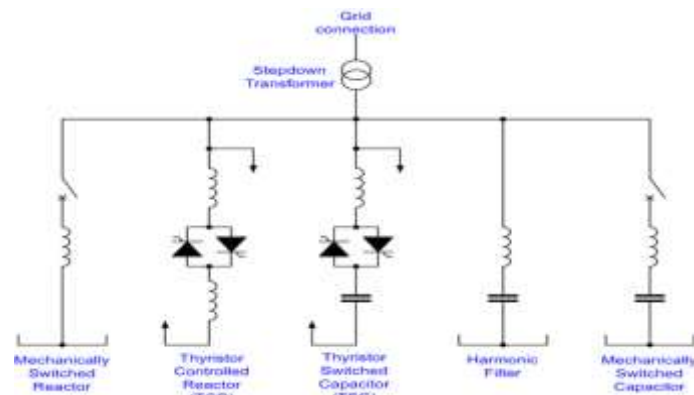 Grid
connection
Stepdown
Transformer
Mechanically
Switched
Reactor
Thyristor
Controlled
Reactor
Thyristor
Switched
Capacitor
Harmonic
Filter
Mechanically
Switched
Capacitor